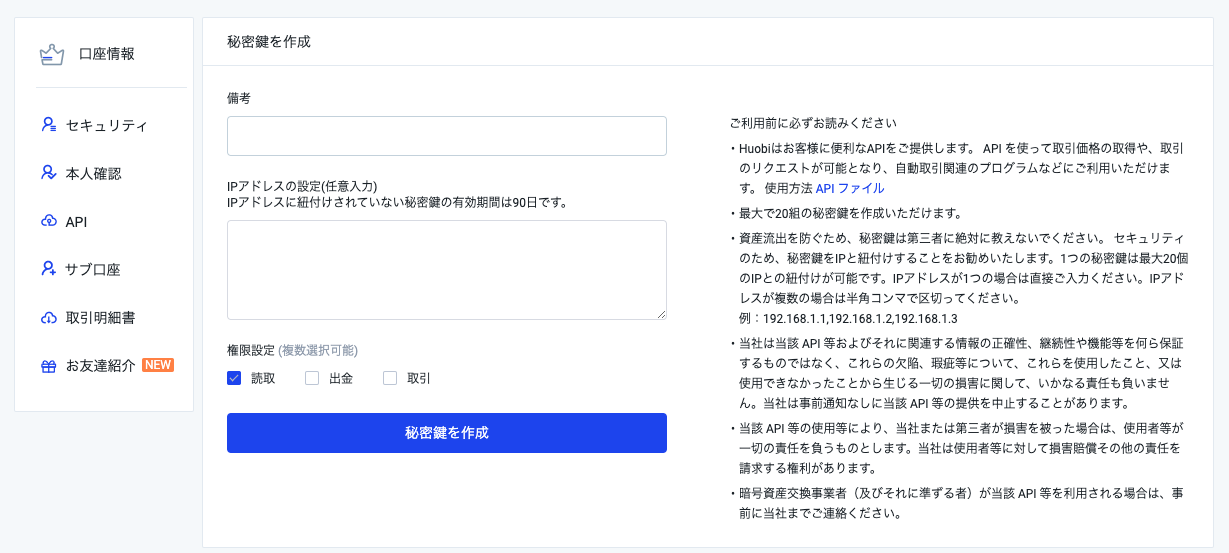 口座情報
セキュリティ
本人確認
API
サブ口座
取引明細書
お友達紹介 NEW
秘密鍵を作成
備考
IPアドレスの設定(任意入力)
IPアドレスに紐付けされていない秘密鍵の有効期間は90日です。
権限設定 (複数選択可能)
読取 出金 取引
秘密鍵を作成
ご利用前に必ずお読みください
・Huobiはお客様に便利なAPIをご提供します。 API を使って取引価格の取得や、取引
のリクエストが可能となり、自動取引関連のプログラムなどにご利用いただけま
す。 使用方法 API ファイル
・最大で20組の秘密鍵を作成いただけます。
・資産流出を防ぐため、秘密鍵は第三者に絶対に教えないでください。 セキュリティ
のため、秘密鍵をIPと紐付けすることをお勧めいたします。1つの秘密鍵は最大20個
のIPとの紐付けが可能です。IPアドレスが1つの場合は直接ご入力ください。IPアド
レスが複数の場合は半角コンマで区切ってください。
例：192.168.1.1,192.168.1.2,192.168.1.3
・当社は当該 API 等およびそれに関連する情報の正確性、継続性や機能等を何ら保証
するものではなく、これらの欠陥、瑕疵等について、これらを使用したこと、又は
使用できなかったことから生じる一切の損害に関して、いかなる責任も負いませ
ん。当社は事前通知なしに当該 API 等の提供を中止することがあります。
・当該 API 等の使用等により、当社または第三者が損害を被った場合は、使用者等が
一切の責任を負うものとします。当社は使用者等に対して損害賠償その他の責任を
請求する権利があります。
・暗号資産交換事業者（及びそれに準ずる者）が当該 API 等を利用される場合は、事
前に当社までご連絡ください。